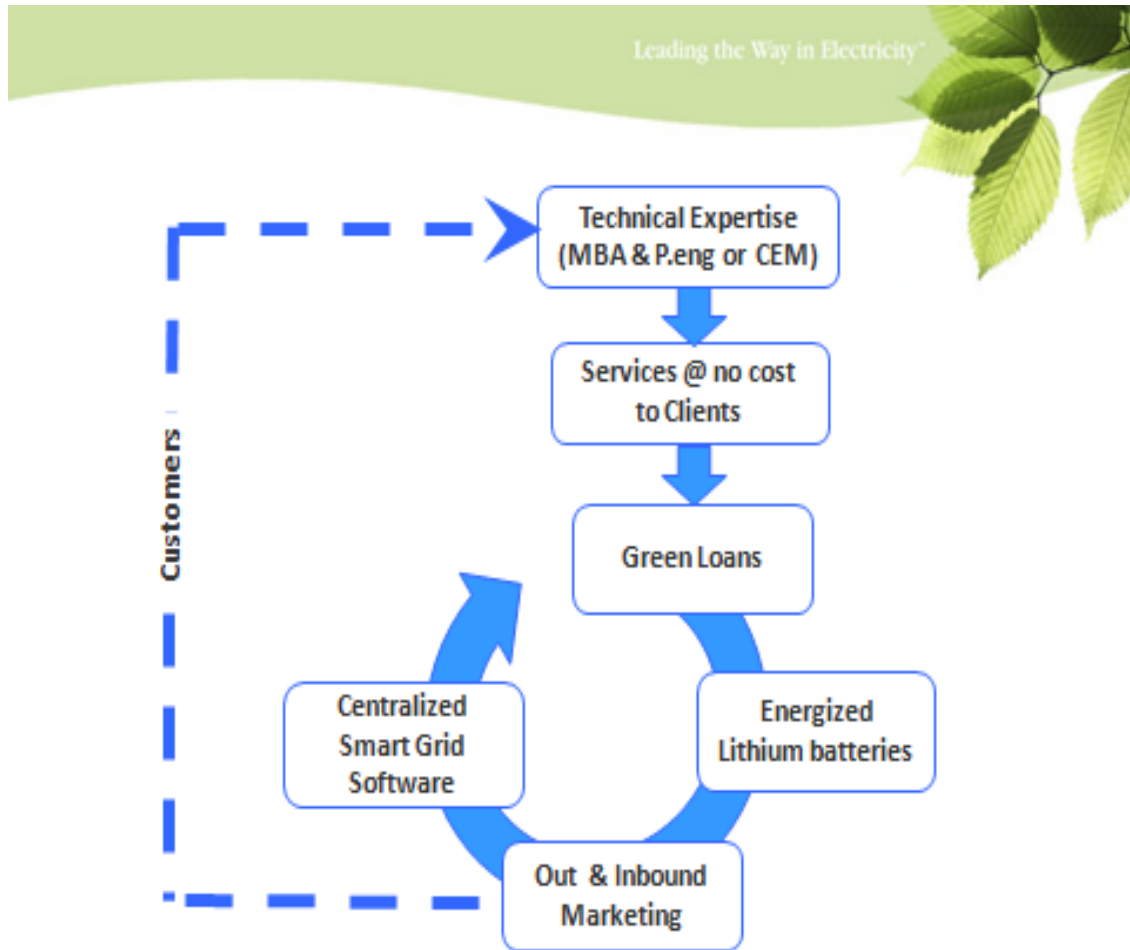 Leading the Way in Electricity™
Technical Expertise
(MBA & P.eng or CEM)
Services @ no cost
to Clients
Green Loans
Customers
Centralized
Smart Grid
Software
Energized
Lithium batteries
Out & Inbound
Marketing